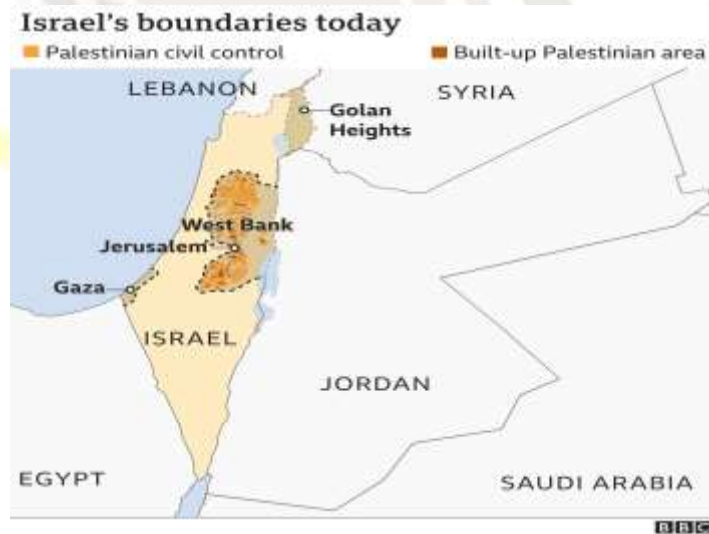 Israel's boundaries today
Palestinian civil control
Built-up Palestinian area
LEBANON
SYRIA
Golan
Heights
West Bank
Jerusalem
Gaza
ISRAEL
JORDAN
EGYPT
SAUDI ARABIA
BBC